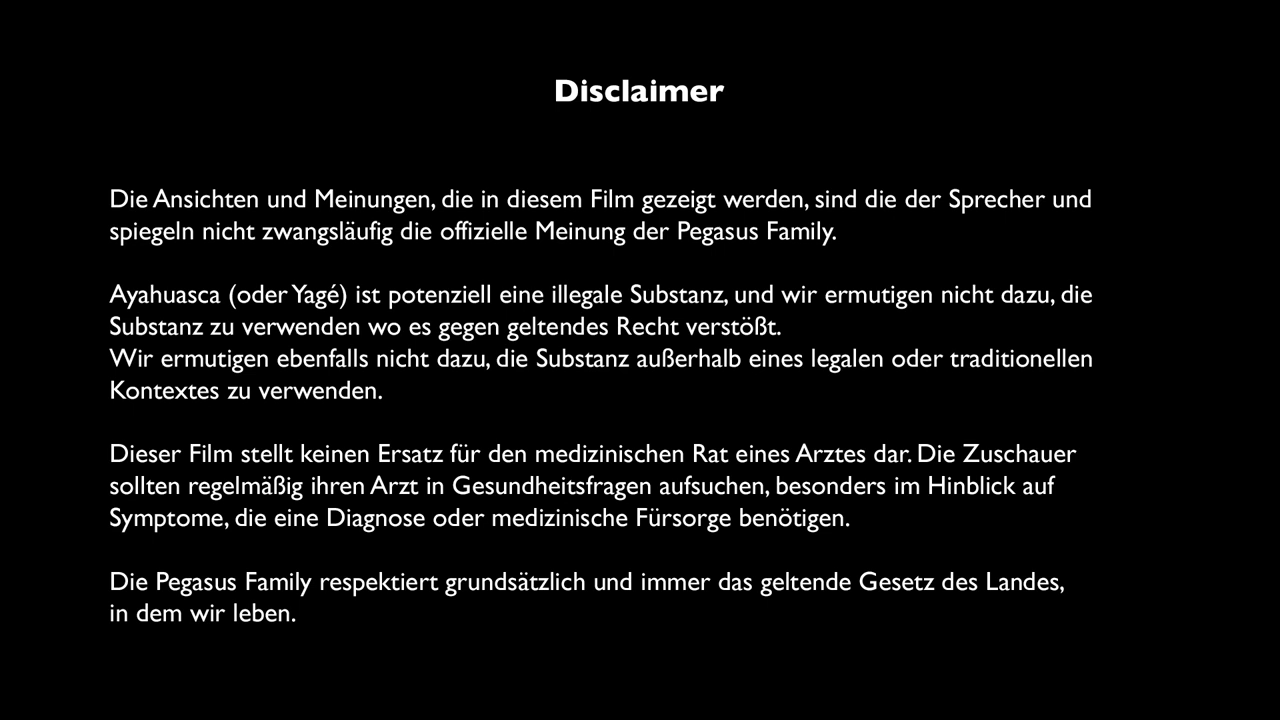 Disclaimer
Die Ansichten und Meinungen, die in diesem Film gezeigt werden, sind die der Sprecher und
spiegeln nicht zwangsläufig die offizielle Meinung der Pegasus Family.
Ayahuasca (oder Yagé) ist potenziell eine illegale Substanz, und wir ermutigen nicht dazu, die
Substanz zu verwenden wo es gegen geltendes Recht verstößt.
Wir ermutigen ebenfalls nicht dazu, die Substanz außerhalb eines legalen oder traditionellen
Kontextes zu verwenden.
Dieser Film stellt keinen Ersatz für den medizinischen Rat eines Arztes dar. Die Zuschauer
sollten regelmäßig ihren Arzt in Gesundheitsfragen aufsuchen, besonders im Hinblick auf
Symptome, die eine Diagnose oder medizinische Fürsorge benötigen.
Die Pegasus Family respektiert grundsätzlich und immer das geltende Gesetz des Landes,
in dem wir leben.